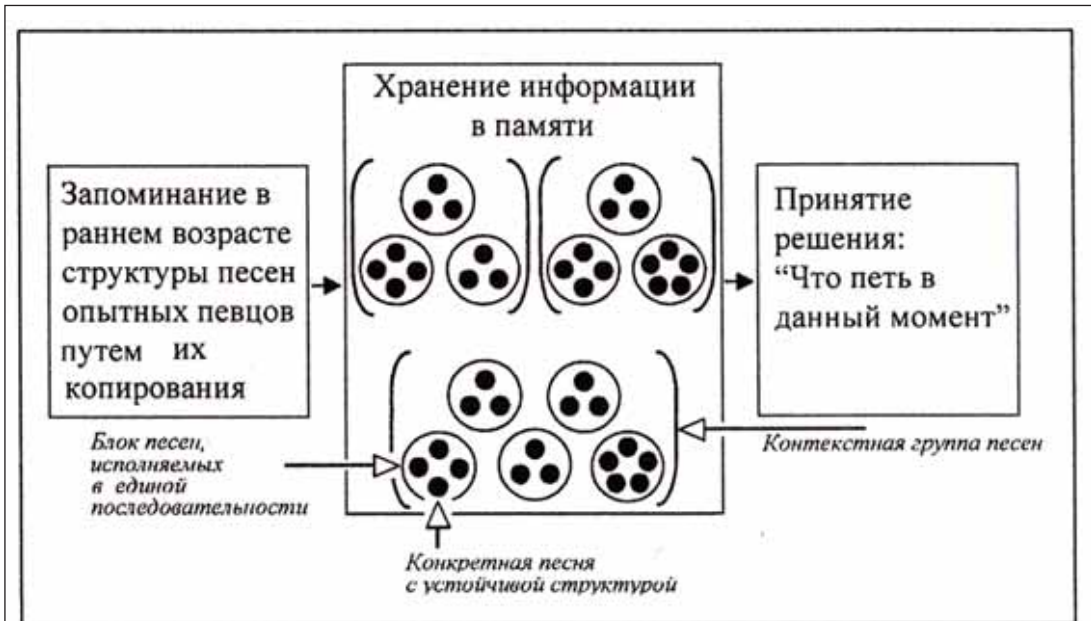 Хранение информации
в памяти
Запоминание в
раннем возрасте
структуры песен
опытных певцов
путем их
копирования
Принятие
решения:
“Что петь в
данный момент”
Блок песен,
исполняемых
в единой
последовательности
Контекстная группа песен
Конкретная песня
с устойчивой структурой